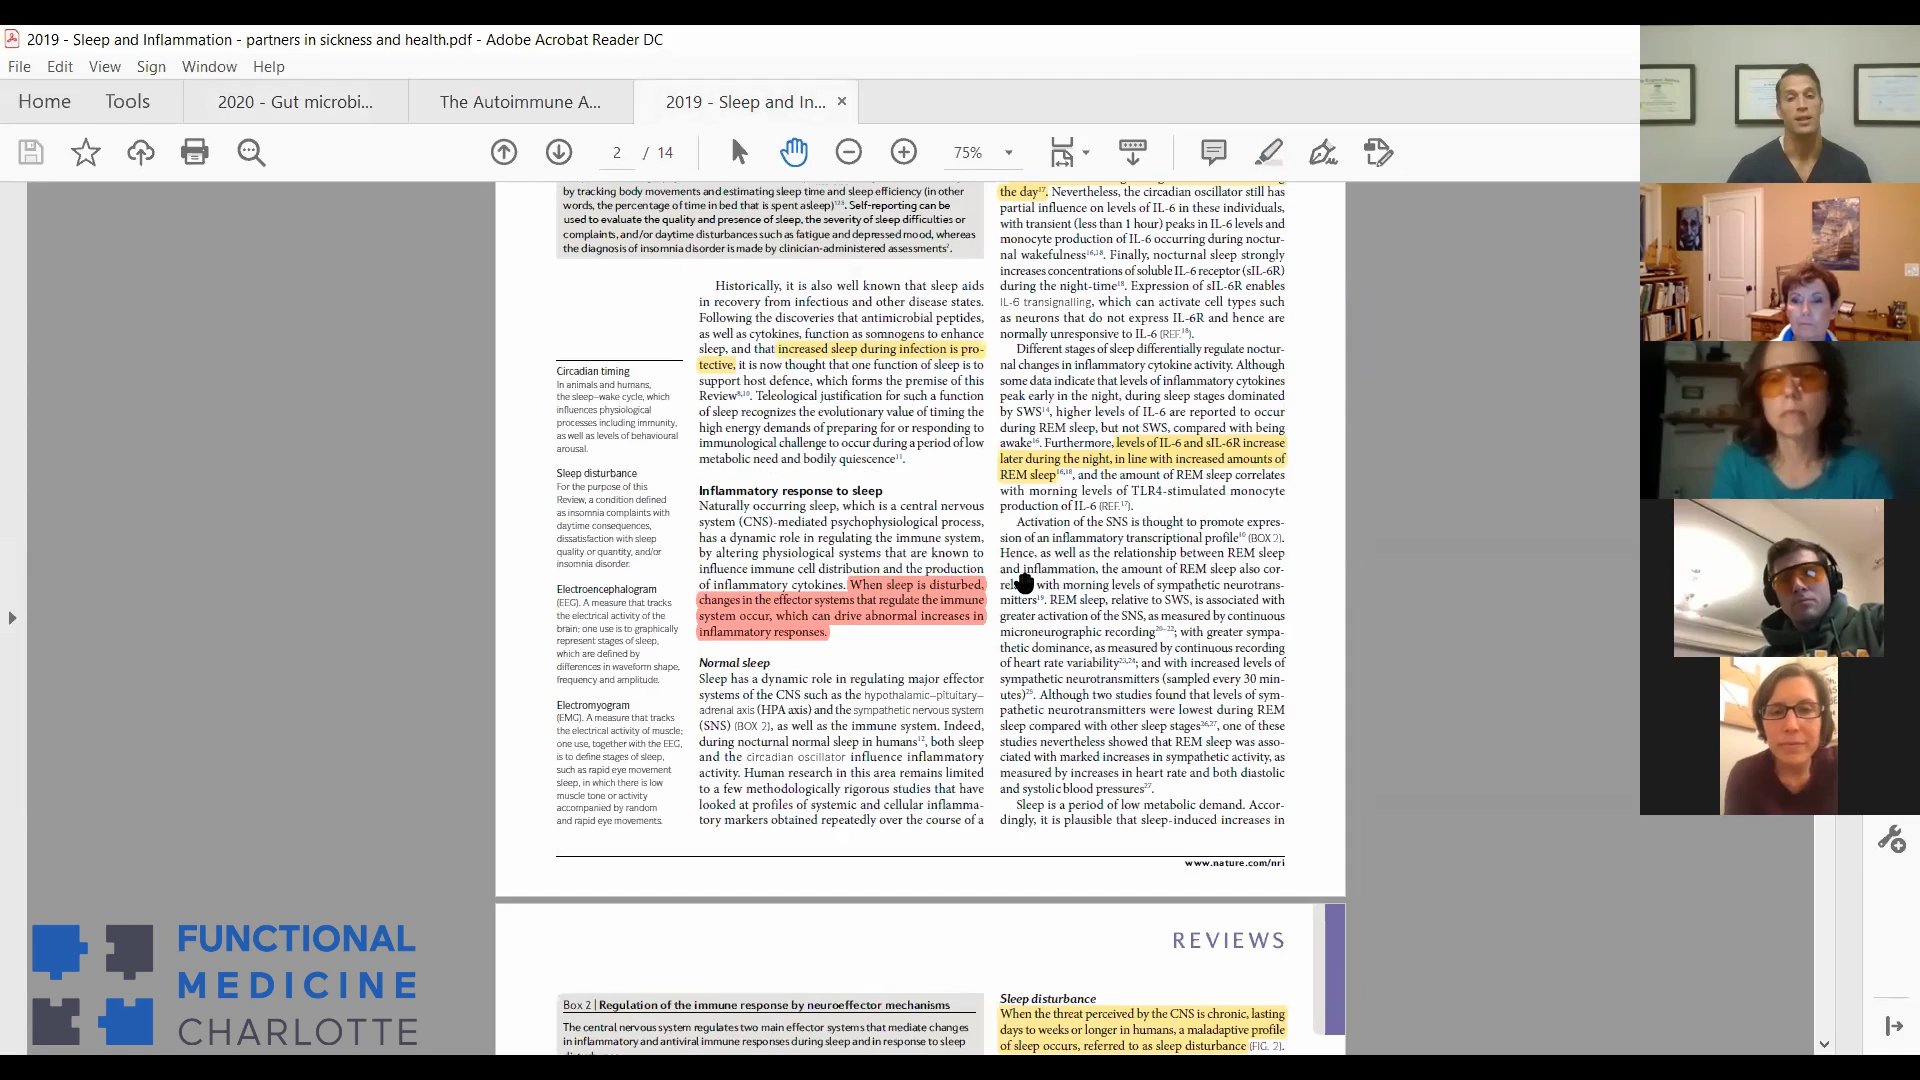 2019 - Sleep and Inflammation - partners in sickness and health.pdf - Adobe Acrobat Reader DC
File Edit View Sign Window Help
Home Tools 2020 - Gut microbi... The Autoimmune A... 2019 - Sleep and In... ×
2 / 14 75%
by tracking body movements and estimating sleep time and sleep efficiency (in other
words, the percentage of time in bed that is spent asleep)¹²³. Self-reporting can be
used to evaluate the quality and presence of sleep, the severity of sleep difficulties or
complaints, and/or daytime disturbances such as fatigue and depressed mood, whereas
the diagnosis of insomnia disorder is made by clinician-administered assessments².
Circadian timing
In animals and humans,
the sleep–wake cycle, which
influences physiological
processes including immunity,
as well as levels of behavioural
arousal.
Sleep disturbance
For the purpose of this
Review, a condition defined
as insomnia complaints with
daytime consequences,
dissatisfaction with sleep
quality or quantity, and/or
insomnia disorder.
Electroencephalogram
(EEG). A measure that tracks
the electrical activity of the
brain; one use is to graphically
represent stages of sleep,
which are defined by
differences in waveform shape,
frequency and amplitude.
Electromyogram
(EMG). A measure that tracks
the electrical activity of muscle;
one use, together with the EEG,
is to define stages of sleep,
such as rapid eye movement
sleep, in which there is low
muscle tone or activity
accompanied by random
and rapid eye movements.
Historically, it is also well known that sleep aids
in recovery from infectious and other disease states.
Following the discoveries that antimicrobial peptides,
as well as cytokines, function as somnogens to enhance
sleep, and that increased sleep during infection is pro-
tective, it is now thought that one function of sleep is to
support host defence, which forms the premise of this
Review⁸,¹⁰. Teleological justification for such a function
of sleep recognizes the evolutionary value of timing the
high energy demands of preparing for or responding to
immunological challenge to occur during a period of low
metabolic need and bodily quiescence¹¹.
Inflammatory response to sleep
Naturally occurring sleep, which is a central nervous
system (CNS)-mediated psychophysiological process,
has a dynamic role in regulating the immune system,
by altering physiological systems that are known to
influence immune cell distribution and the production
of inflammatory cytokines. When sleep is disturbed,
changes in the effector systems that regulate the immune
system occur, which can drive abnormal increases in
inflammatory responses.
Normal sleep
Sleep has a dynamic role in regulating major effector
systems of the CNS such as the hypothalamic–pituitary–
adrenal axis (HPA axis) and the sympathetic nervous system
(SNS) (BOX 2), as well as the immune system. Indeed,
during nocturnal normal sleep in humans¹², both sleep
and the circadian oscillator influence inflammatory
activity. Human research in this area remains limited
to a few methodologically rigorous studies that have
looked at profiles of systemic and cellular inflamma-
tory markers obtained repeatedly over the course of a
the day¹⁷. Nevertheless, the circadian oscillator still has
partial influence on levels of IL-6 in these individuals,
with transient (less than 1 hour) peaks in IL-6 levels and
monocyte production of IL-6 occurring during noctur-
nal wakefulness¹⁶,¹⁸. Finally, nocturnal sleep strongly
increases concentrations of soluble IL-6 receptor (sIL-6R)
during the night-time¹⁸. Expression of sIL-6R enables
IL-6 transignalling, which can activate cell types such
as neurons that do not express IL-6R and hence are
normally unresponsive to IL-6 (REF.¹⁸).
Different stages of sleep differentially regulate noctur-
nal changes in inflammatory cytokine activity. Although
some data indicate that levels of inflammatory cytokines
peak early in the night, during sleep stages dominated
by SWS¹⁴, higher levels of IL-6 are reported to occur
during REM sleep, but not SWS, compared with being
awake¹⁶. Furthermore, levels of IL-6 and sIL-6R increase
later during the night, in line with increased amounts of
REM sleep¹⁶,¹⁸, and the amount of REM sleep correlates
with morning levels of TLR4-stimulated monocyte
production of IL-6 (REF.¹⁷).
Activation of the SNS is thought to promote expres-
sion of an inflammatory transcriptional profile¹⁰ (BOX 2).
Hence, as well as the relationship between REM sleep
and inflammation, the amount of REM sleep also cor-
with morning levels of sympathetic neurotrans-
mitters¹⁹. REM sleep, relative to SWS, is associated with
greater activation of the SNS, as measured by continuous
microneurographic recording²⁰⁻²²; with greater sympa-
thetic dominance, as measured by continuous recording
of heart rate variability²³,²⁴; and with increased levels of
sympathetic neurotransmitters (sampled every 30 min-
utes)²⁵. Although two studies found that levels of sym-
pathetic neurotransmitters were lowest during REM
sleep compared with other sleep stages²⁶,²⁷, one of these
studies nevertheless showed that REM sleep was asso-
ciated with marked increases in sympathetic activity, as
measured by increases in heart rate and both diastolic
and systolic blood pressures²⁷.
Sleep is a period of low metabolic demand. Accor-
dingly, it is plausible that sleep-induced increases in
www.nature.com/nri
REVIEWS
Box 2 | Regulation of the immune response by neuroeffector mechanisms
The central nervous system regulates two main effector systems that mediate changes
in inflammatory and antiviral immune responses during sleep and in response to sleep
Sleep disturbance
When the threat perceived by the CNS is chronic, lasting
days to weeks or longer in humans, a maladaptive profile
of sleep occurs, referred to as sleep disturbance (FIG. 2).
FUNCTIONAL
MEDICINE
CHARLOTTE